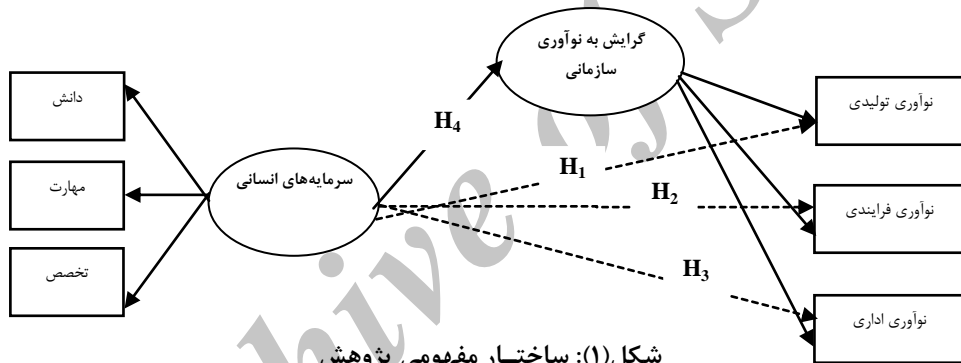 گرایش به نوآوری
سازمانی
دانش
نوآوری تولیدی
H4
H1
مهارت
سرمایه‌های انسانی
H2
نوآوری فرایندی
تخصص
H3
نوآوری اداری
شکل(۱): ساختار مفهومی پژوهش